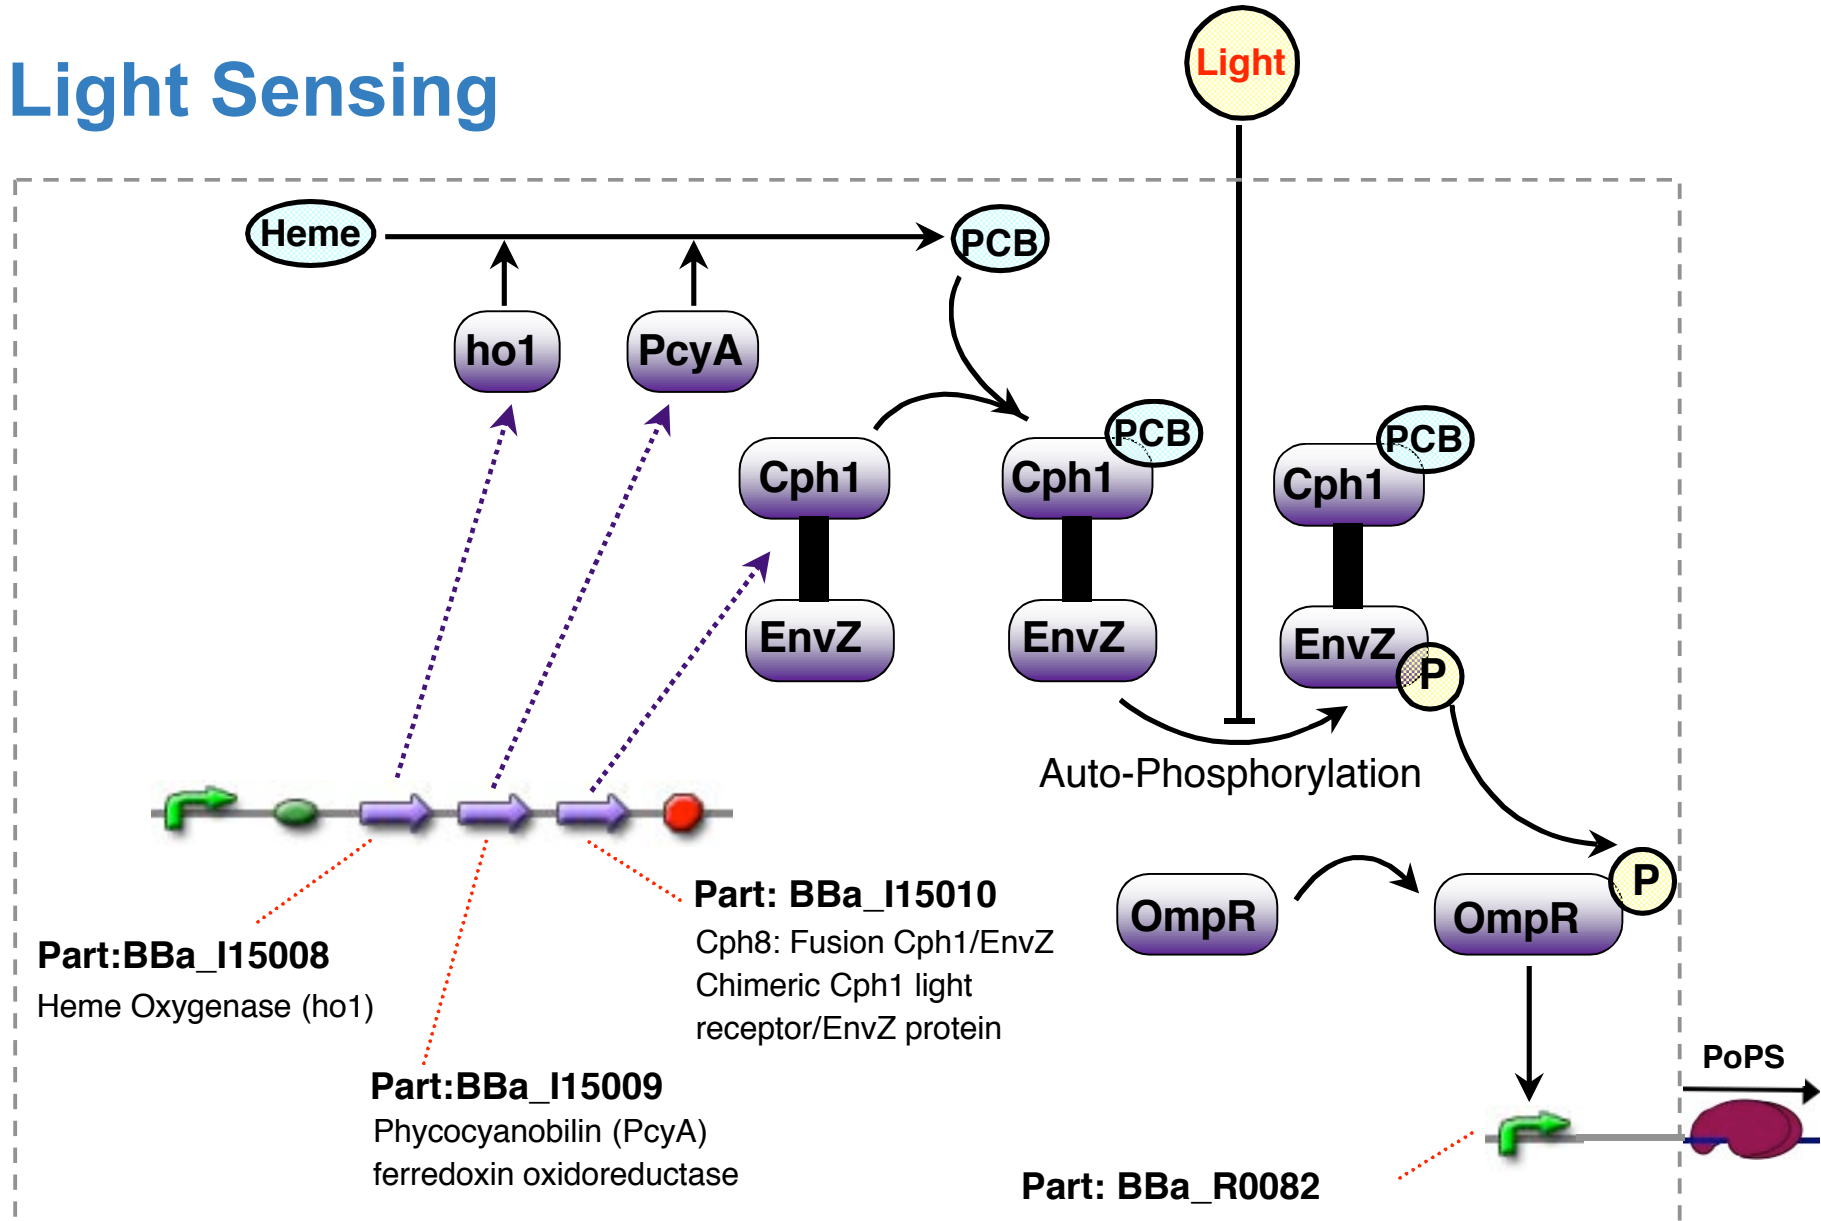 Light Sensing
Light
Heme
PCB
ho1
PcyA
Cph1
EnvZ
Cph1
PCB
EnvZ
Cph1
PCB
EnvZ
P
Auto-Phosphorylation
OmpR
OmpR
P
Part:BBa_I15008
Heme Oxygenase (ho1)
Part:BBa_I15009
Phycocyanobilin (PcyA)
ferredoxin oxidoreductase
Part: BBa_I15010
Cph8: Fusion Cph1/EnvZ
Chimeric Cph1 light
receptor/EnvZ protein
PoPS
Part: BBa_R0082